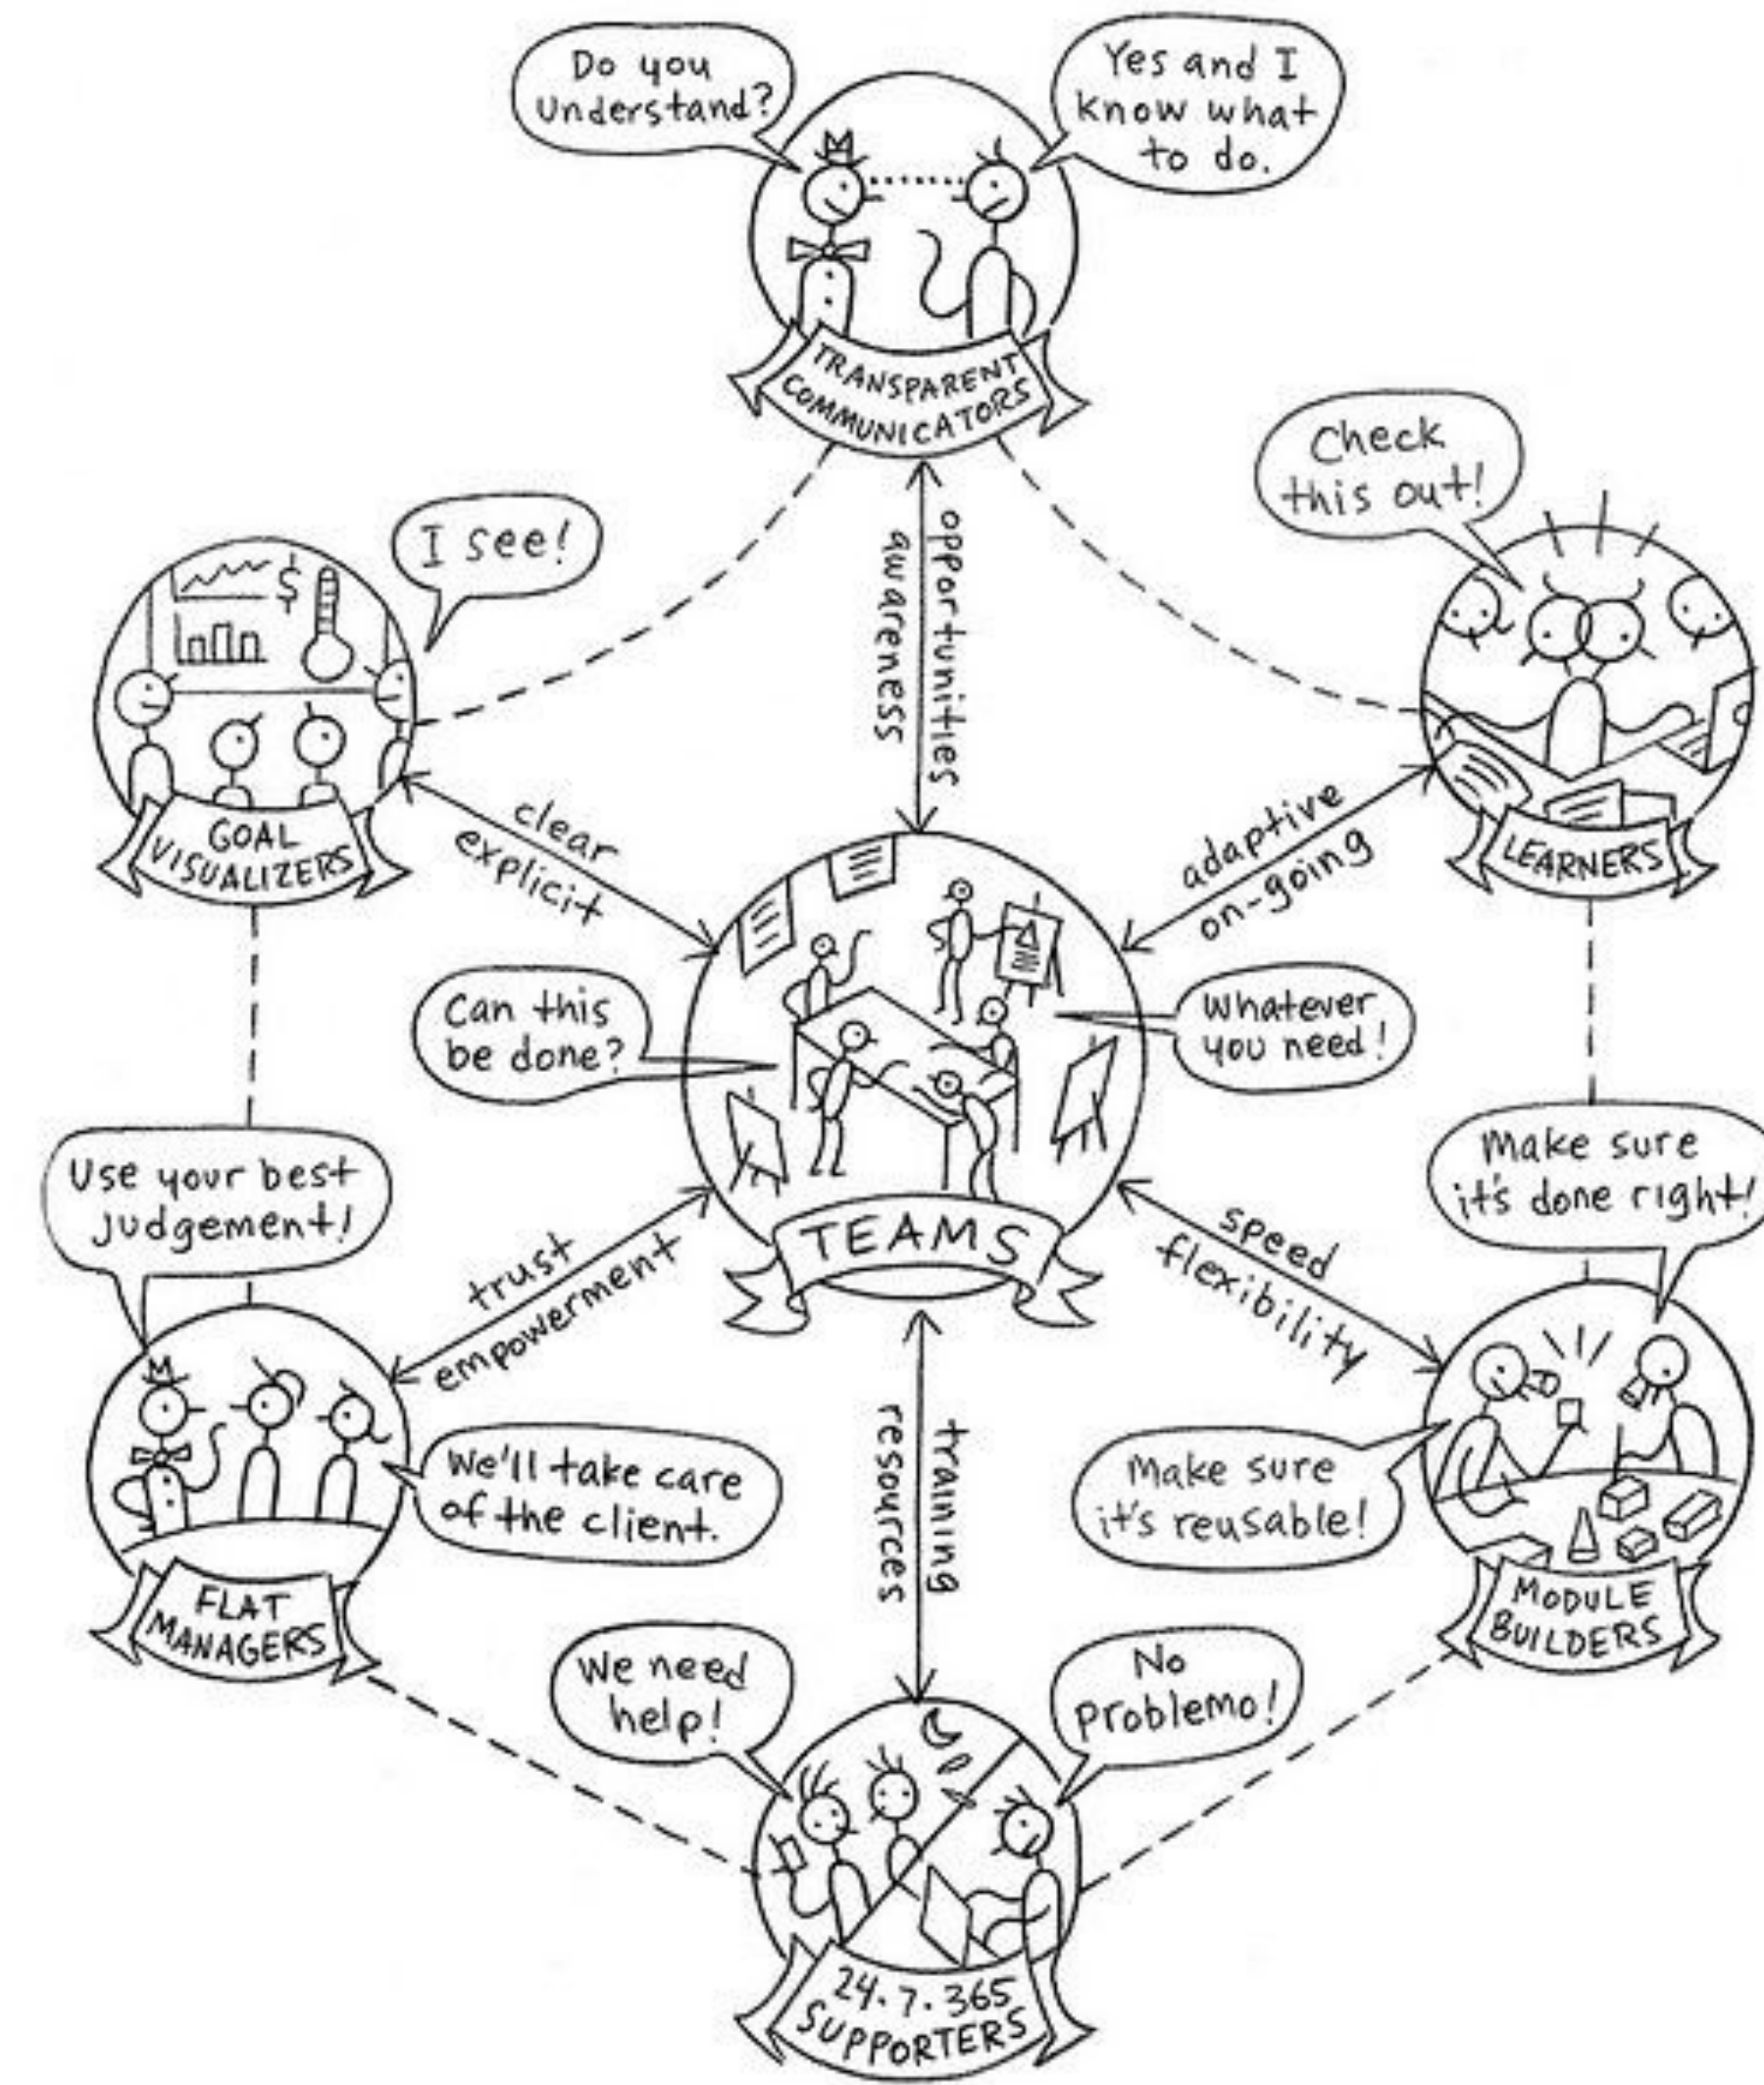 Do you
Understand?
Yes and I
know what
to do.
TRANSPARENT
COMMUNICATORS
Check
this out!
I see!
$
opportunities
awareness
GOAL
VISUALIZERS
clear
explicit
adaptive
on-going
LEARNERS
Can this
be done?
Whatever
you need!
Use your best
judgement!
Make sure
it's done right!
TEAMS
trust
empowerment
speed
flexibility
We'll take care
of the client.
training
resources
Make sure
it's reusable!
FLAT
MANAGERS
MODULE
BUILDERS
We need
help!
No
problemo!
24.7.365
SUPPORTERS